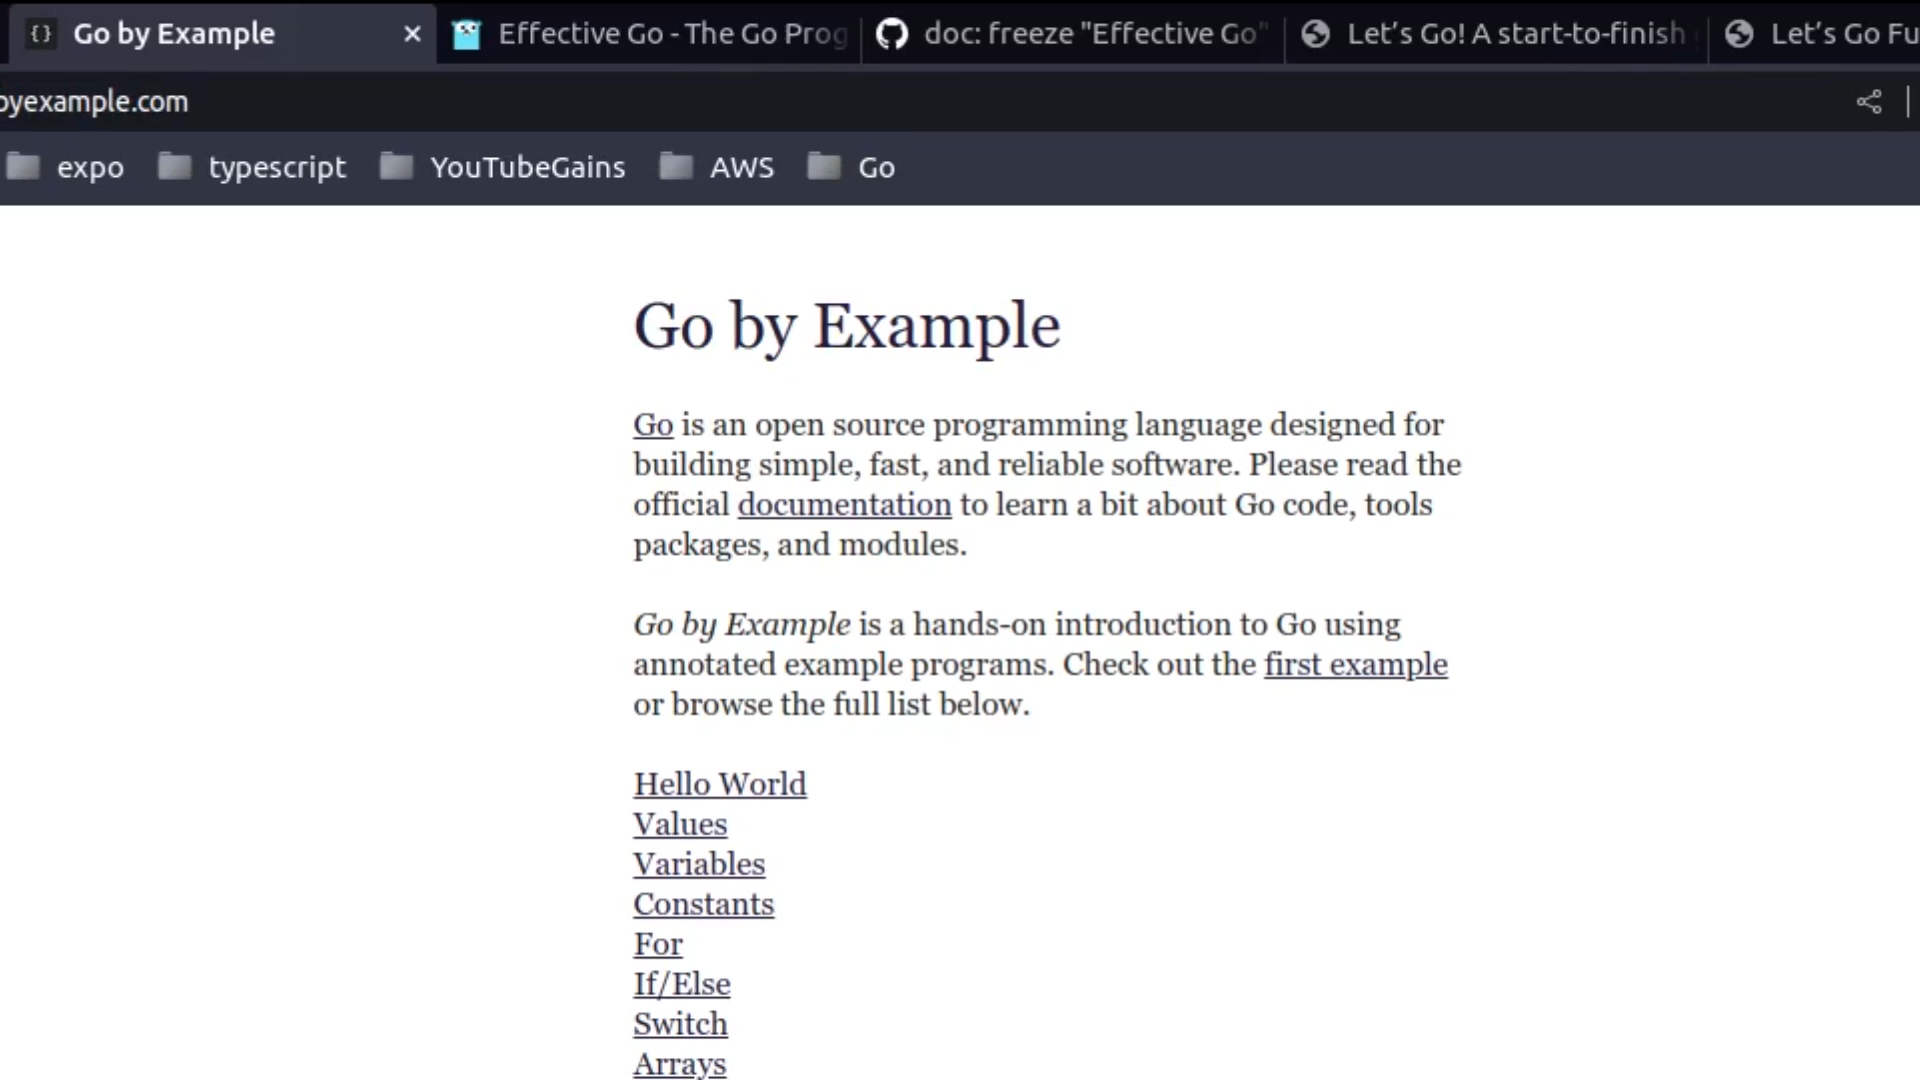 {} Go by Example × Effective Go - The Go Prog doc: freeze "Effective Go" Let’s Go! A start-to-finish Let’s Go Fu
byexample.com
expo typescript YouTubeGains AWS Go
Go by Example
Go is an open source programming language designed for
building simple, fast, and reliable software. Please read the
official documentation to learn a bit about Go code, tools
packages, and modules.
Go by Example is a hands-on introduction to Go using
annotated example programs. Check out the first example
or browse the full list below.
Hello World
Values
Variables
Constants
For
If/Else
Switch
Arrays